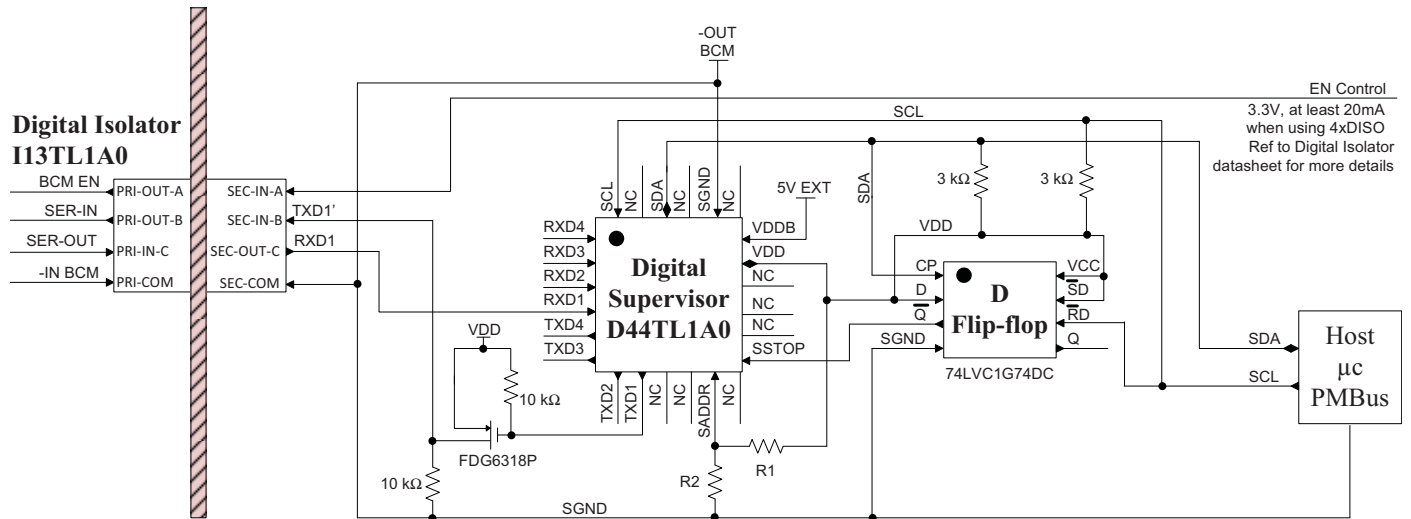 -OUT
BCM
EN Control
3.3V, at least 20mA
when using 4xDISO
Ref to Digital Isolator
datasheet for more details
SCL
Digital Isolator
I13TL1A0
BCM EN
SER-IN
SER-OUT
-IN BCM
PRI-OUT-A
PRI-OUT-B
PRI-IN-C
PRI-COM
SEC-IN-A
SEC-IN-B
SEC-OUT-C
SEC-COM
TXD1'
RXD1
SCL
NC
SDA
NC
SGND
NC
5V EXT
SDA
3 kΩ
3 kΩ
VDD
RXD4
RXD3
RXD2
RXD1
TXD4
TXD3
Digital
Supervisor
D44TL1A0
VDDB
VDD
NC
NC
NC
SSTOP
TXD2
TXD1
NC
NC
SADDR
NC
CP
D
Q
SGND
D
Flip-flop
VCC
SD
RD
Q
74LVC1G74DC
SDA
SCL
Host
µc
PMBus
VDD
10 kΩ
FDG6318P
10 kΩ
R1
R2
SGND